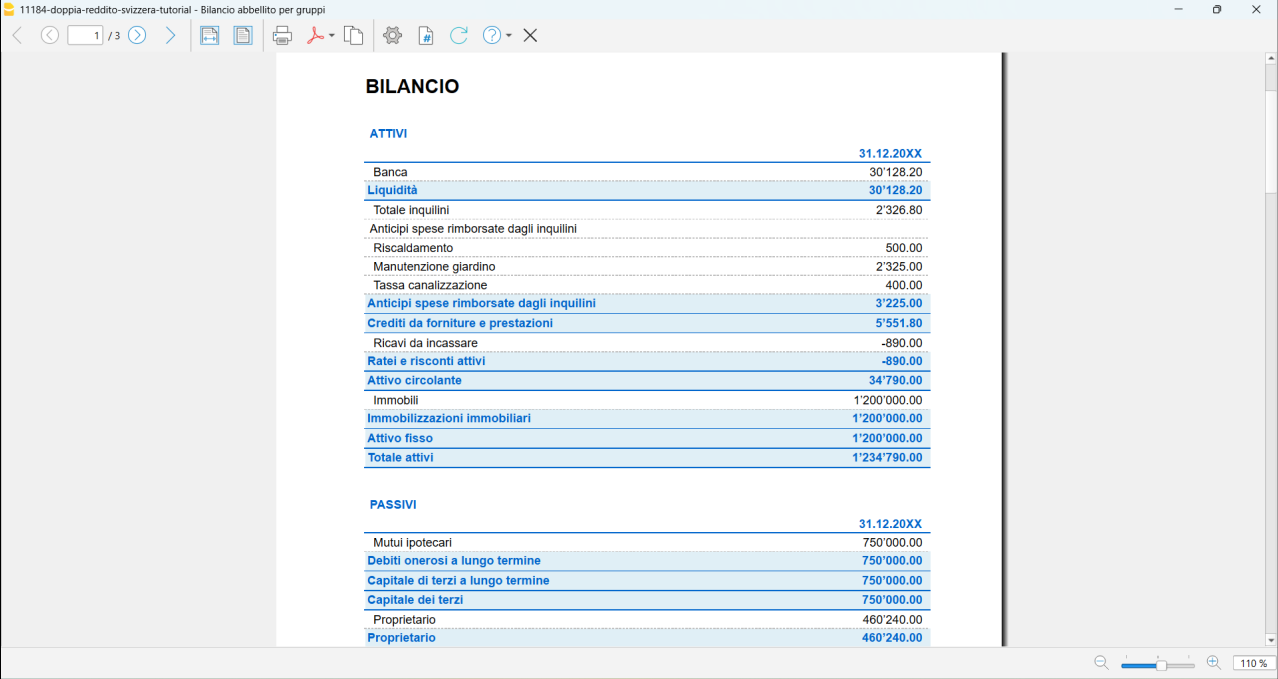 11184-doppia-reddito-svizzera-tutorial - Bilancio abbellito per gruppi
1 / 3
BILANCIO
ATTIVI
31.12.20XX
Banca 30'128.20
Liquidità 30'128.20
Totale inquilini 2'326.80
Anticipi spese rimborsate dagli inquilini
Riscaldamento 500.00
Manutenzione giardino 2'325.00
Tassa canalizzazione 400.00
Anticipi spese rimborsate dagli inquilini 3'225.00
Crediti da forniture e prestazioni 5'551.80
Ricavi da incassare -890.00
Ratei e risconti attivi -890.00
Attivo circolante 34'790.00
Immobili 1'200'000.00
Immobilizzazioni immobiliari 1'200'000.00
Attivo fisso 1'200'000.00
Totale attivi 1'234'790.00
PASSIVI
31.12.20XX
Mutui ipotecari 750'000.00
Debiti onerosi a lungo termine 750'000.00
Capitale di terzi a lungo termine 750'000.00
Capitale dei terzi 750'000.00
Proprietario 460'240.00
Proprietario 460'240.00
110 %